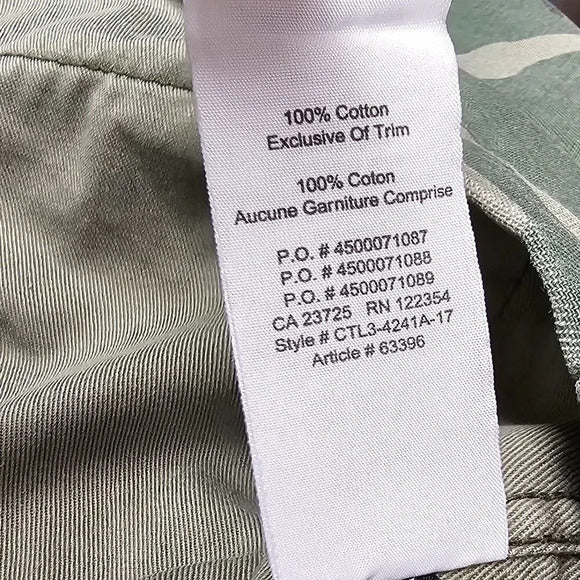 100% Cotton
Exclusive Of Trim
100% Coton
Aucune Garniture Comprise
P.O. # 4500071087
P.O. # 4500071088
P.O. # 4500071089
CA 23725 RN 122354
Style # CTL3-4241A-17
Article # 63396